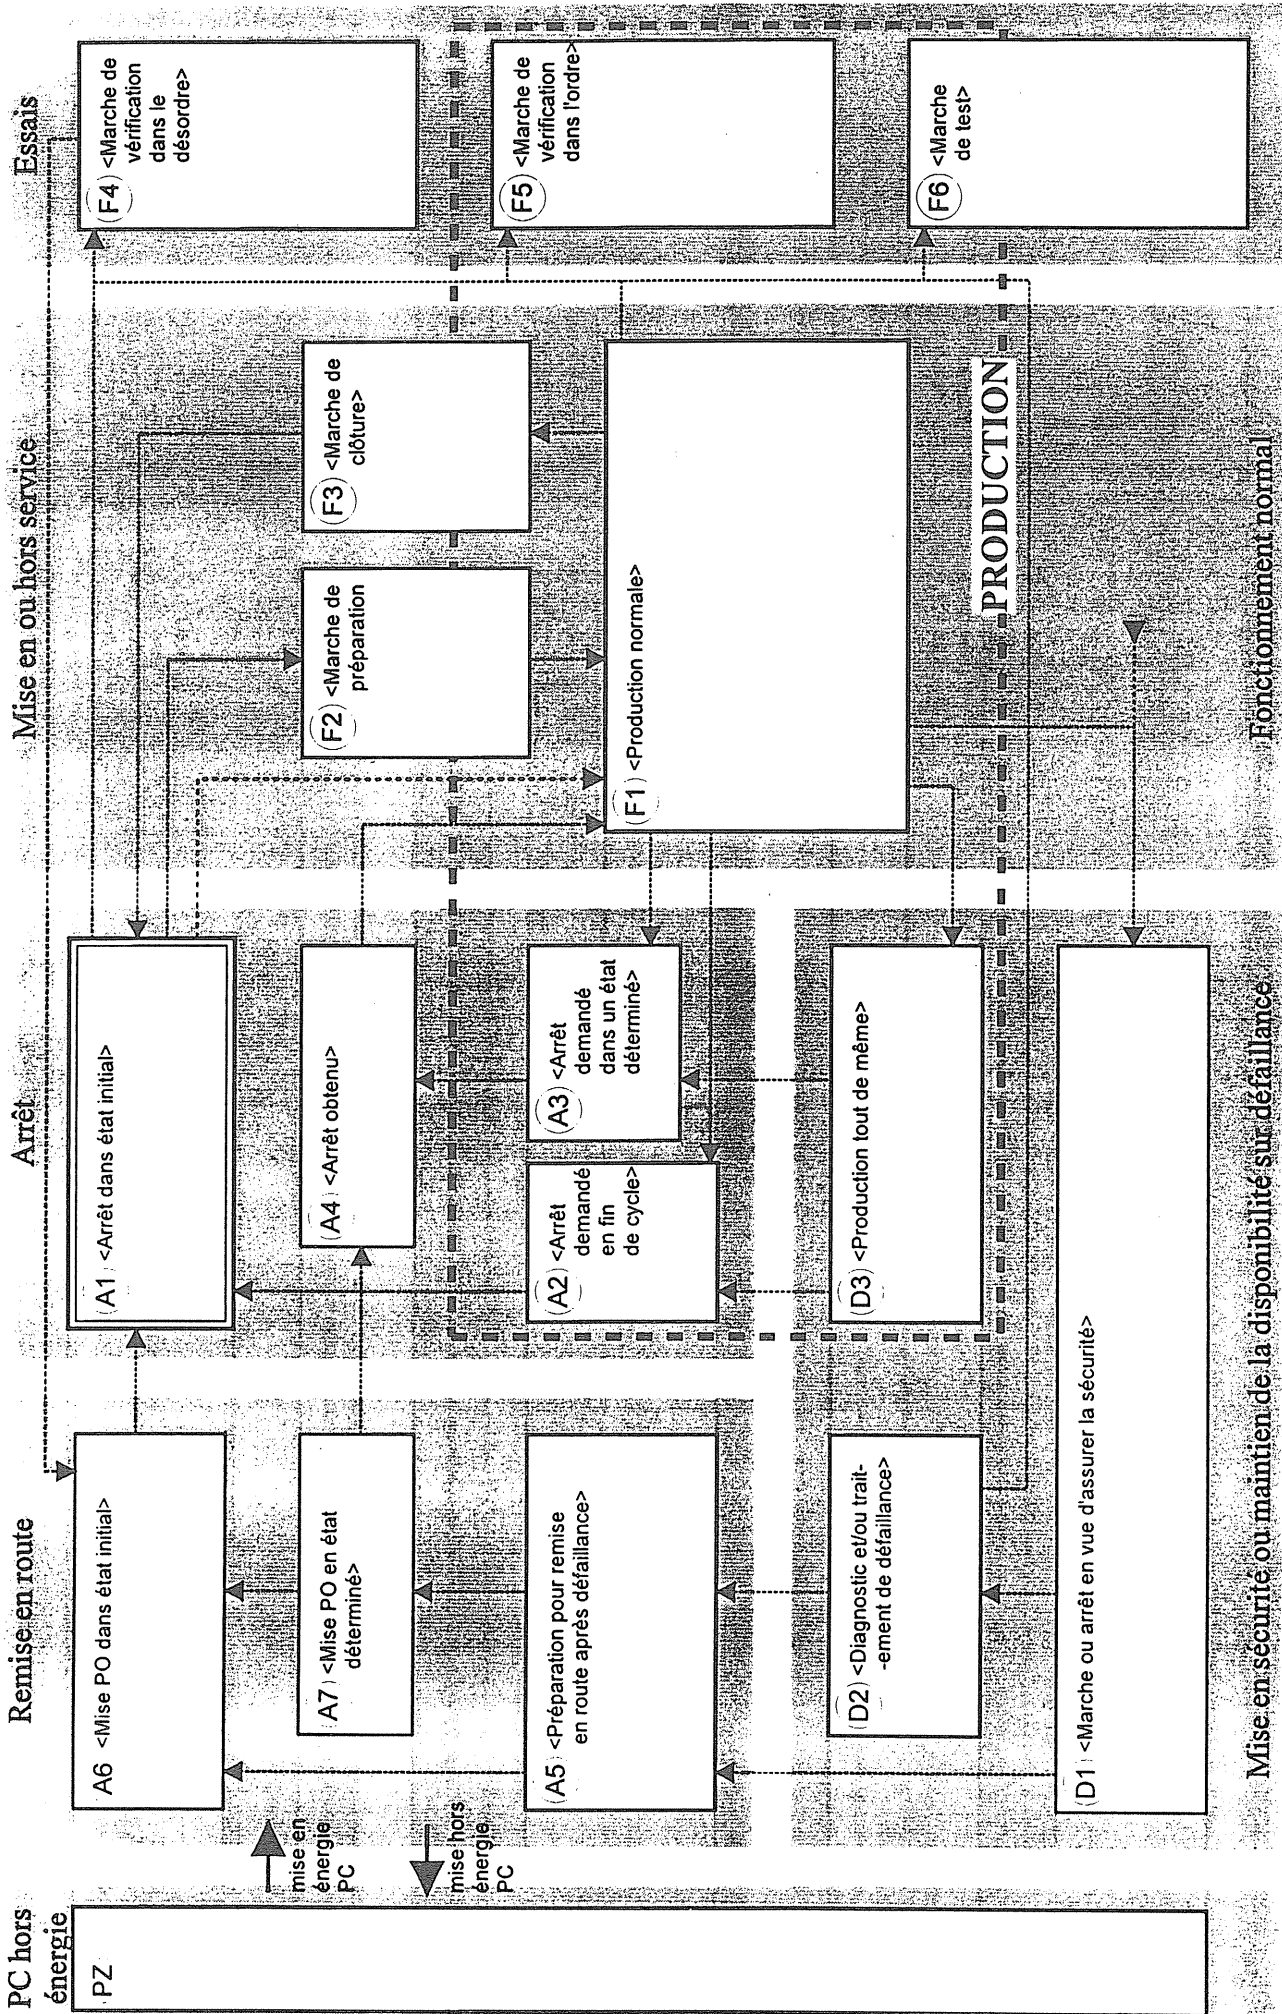 PC hors
énergie
PZ
mise en
énergie
PC
mise hors
énergie
PC
Remise en route
A6 <Mise PO dans état initial>
A7 <Mise PO en état
déterminé>
A5 <Préparation pour remise
en route après défaillance>
D2 <Diagnostic et/ou trait-
-ement de défaillance>
D1 <Marche ou arrêt en vue d'assurer la sécurité>
Arrêt
A1 <Arrêt dans état initial>
A4 <Arrêt obtenu>
A2 <Arrêt
demandé
en fin
de cycle>
A3 <Arrêt
demandé
dans un état
déterminé>
D3 <Production tout de même>
Mise en sécurité ou maintien de la disponibilité sur défaillance
Mise en ou hors service
F2 <Marche de
préparation
F3 <Marche de
clôture>
F1 <Production normale>
PRODUCTION
Fonctionnement normal
Essais
F4 <Marche de
vérification
dans le
désordre>
F5 <Marche de
vérification
dans l'ordre>
F6 <Marche
de test>